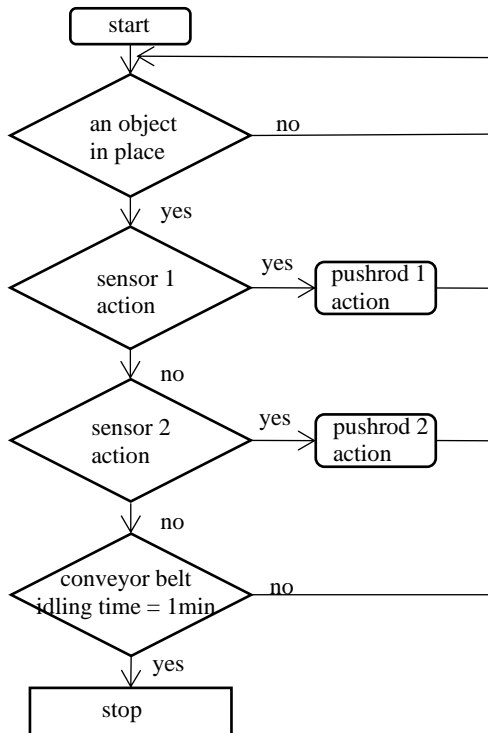 start
an object
in place
no
yes
sensor 1
action
yes
pushrod 1
action
no
sensor 2
action
yes
pushrod 2
action
no
conveyor belt
idling time = 1min
no
yes
stop